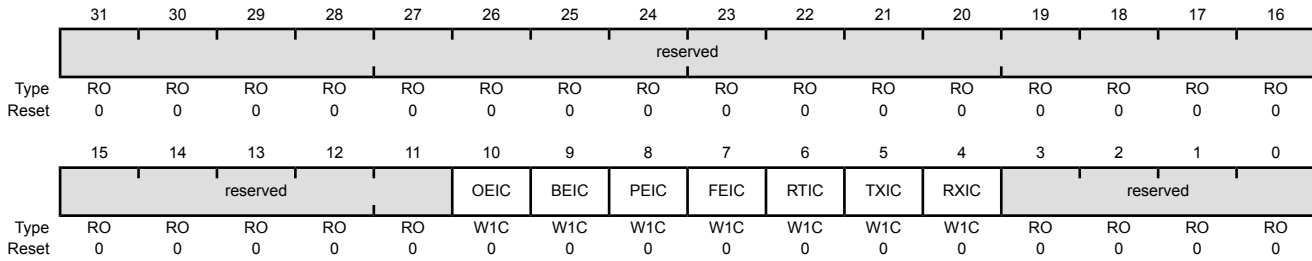 31 30 29 28 27 26 25 24 23 22 21 20 19 18 17 16
reserved
Type RO RO RO RO RO RO RO RO RO RO RO RO RO RO RO RO
Reset 0 0 0 0 0 0 0 0 0 0 0 0 0 0 0 0
15 14 13 12 11 10 9 8 7 6 5 4 3 2 1 0
reserved OEIC BEIC PEIC FEIC RTIC TXIC RXIC reserved
Type RO RO RO RO RO W1C W1C W1C W1C W1C W1C W1C RO RO RO RO
Reset 0 0 0 0 0 0 0 0 0 0 0 0 0 0 0 0